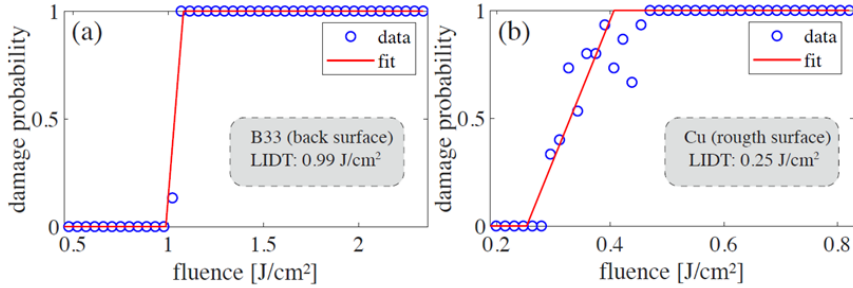 (a)
data
fit
B33 (back surface)
LIDT: 0.99 J/cm²
damage probability
1
0.5
0
0.5
1
1.5
2
fluence [J/cm²]
(b)
data
fit
Cu (rougth surface)
LIDT: 0.25 J/cm²
damage probability
1
0.5
0
0.2
0.4
0.6
0.8
fluence [J/cm²]